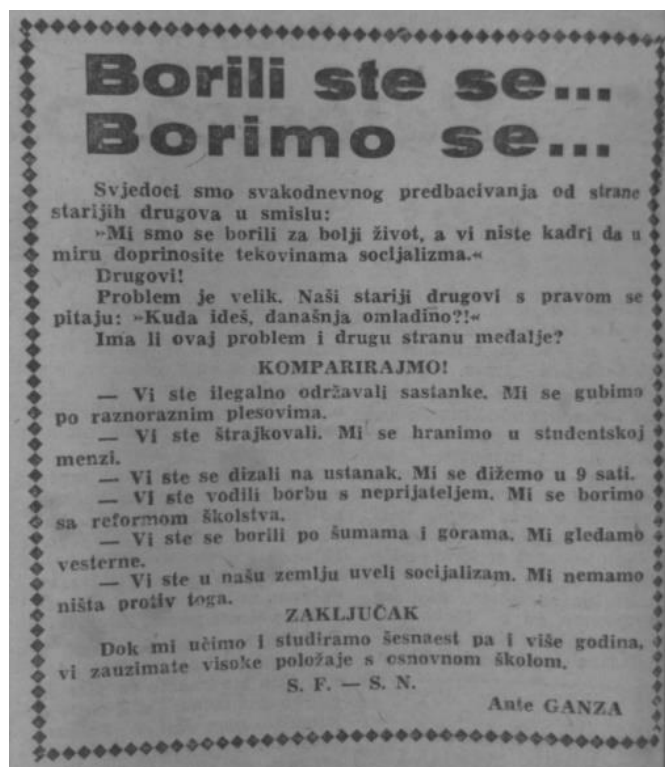 Borili ste se...
Borimo se...
Svjedoci smo svakodnevnog predbacivanja od strane
starijih drugova u smislu:
»Mi smo se borili za bolji život, a vi niste kadri da u
miru doprinosite tekovinama socijalizma.«
Drugovi!
Problem je velik. Naši stariji drugovi s pravom se
pitaju: »Kuda ideš, današnja omladino?!«
Ima li ovaj problem i drugu stranu medalje?
KOMPARIRAJMO!
— Vi ste ilegalno održavali sastanke. Mi se gubimo
po raznoraznim plesovima.
— Vi ste štrajkovali. Mi se hranimo u studentskoj
menzi.
— Vi ste se dizali na ustanak. Mi se dižemo u 9 sati.
— VI ste vodili borbu s neprijateljem. Mi se borimo
sa reformom školstva.
— Vi ste se borili po šumama i gorama. Mi gledamo
vesterne.
— Vi ste u našu zemlju uveli socijalizam. Mi nemamo
ništa protiv toga.
ZAKLJUČAK
Dok mi učimo i studiramo šesnaest pa i više godina,
vi zauzimate visoke položaje s osnovnom školom.
S. F. — S. N.
Ante GANZA